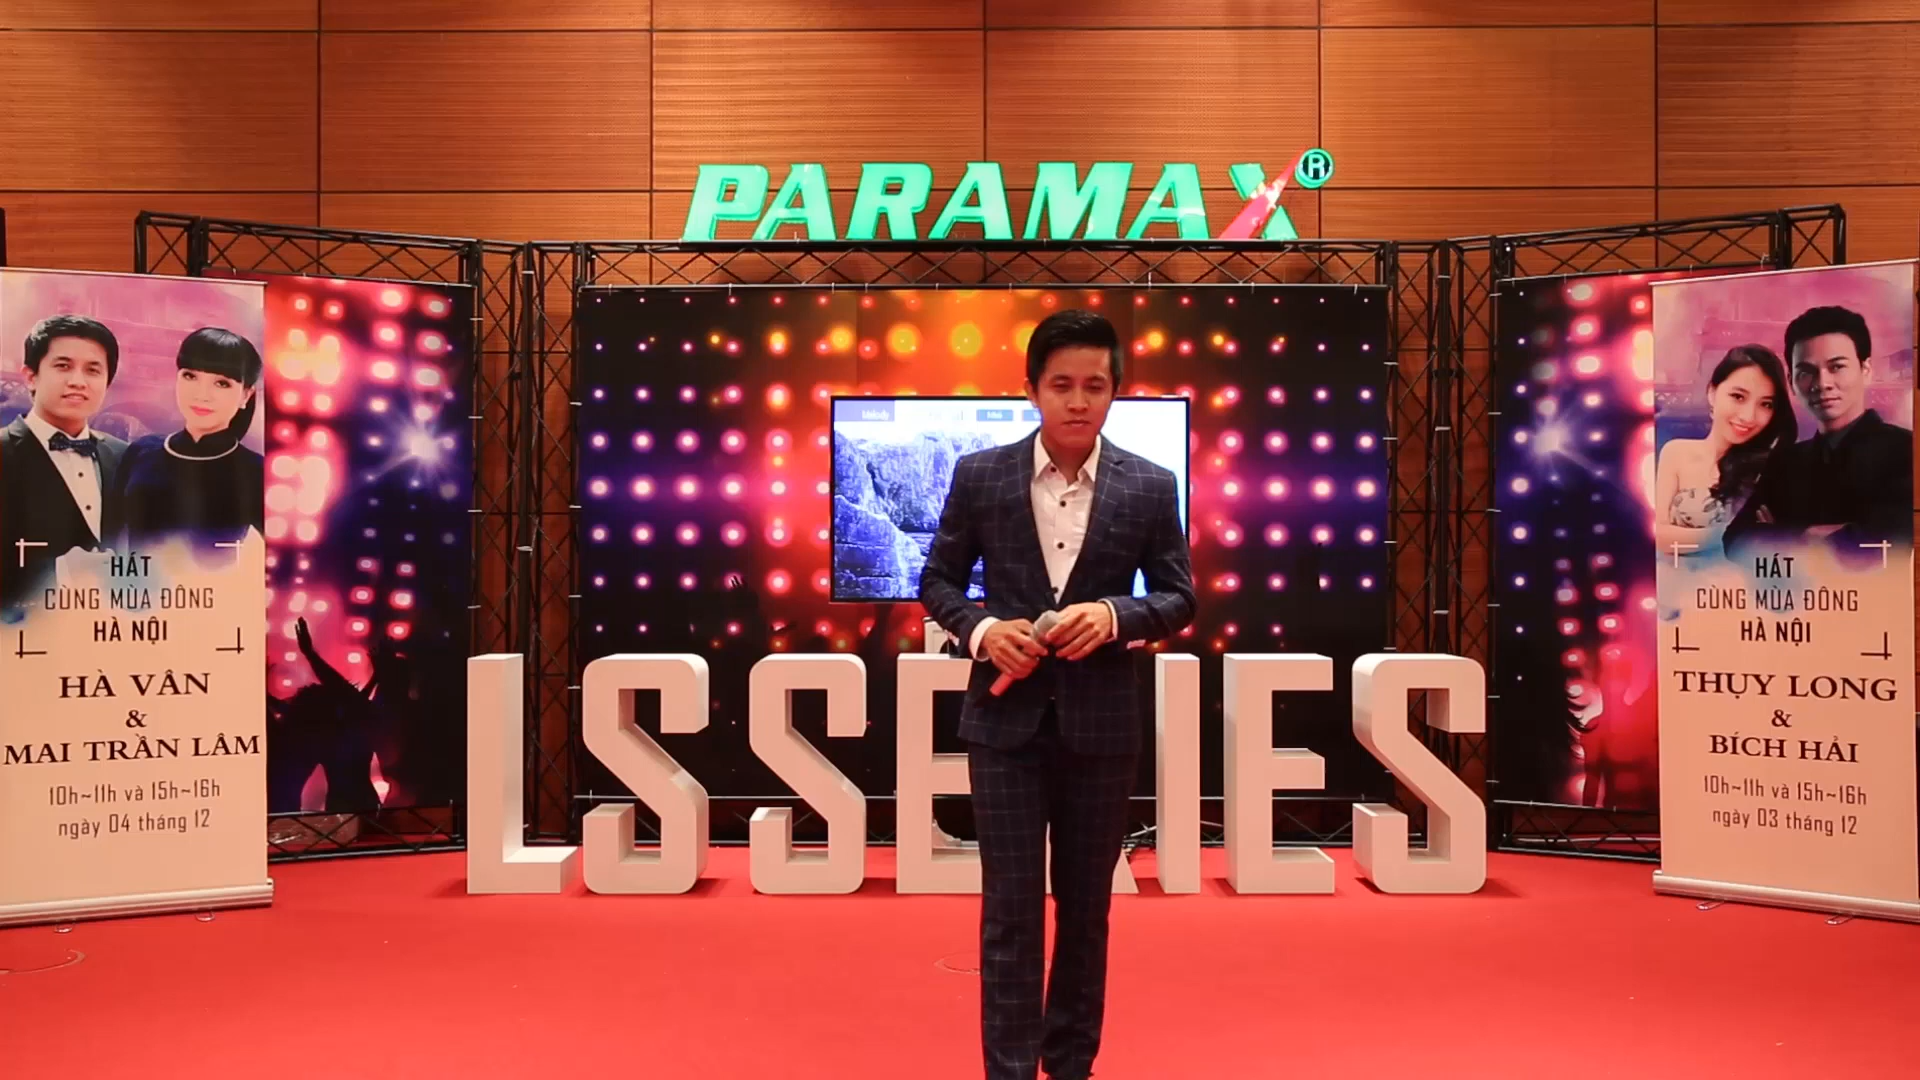 PARAMAX®
Melody
HÁT
CÙNG MÙA ĐÔNG
HÀ NỘI
HÀ VÂN
&
MAI TRẦN LÂM
10h~11h và 15h~16h
ngày 04 tháng 12
LSSERIES
HÁT
CÙNG MÙA ĐÔNG
HÀ NỘI
THỤY LONG
&
BÍCH HẢI
10h~11h và 15h~16h
ngày 03 tháng 12